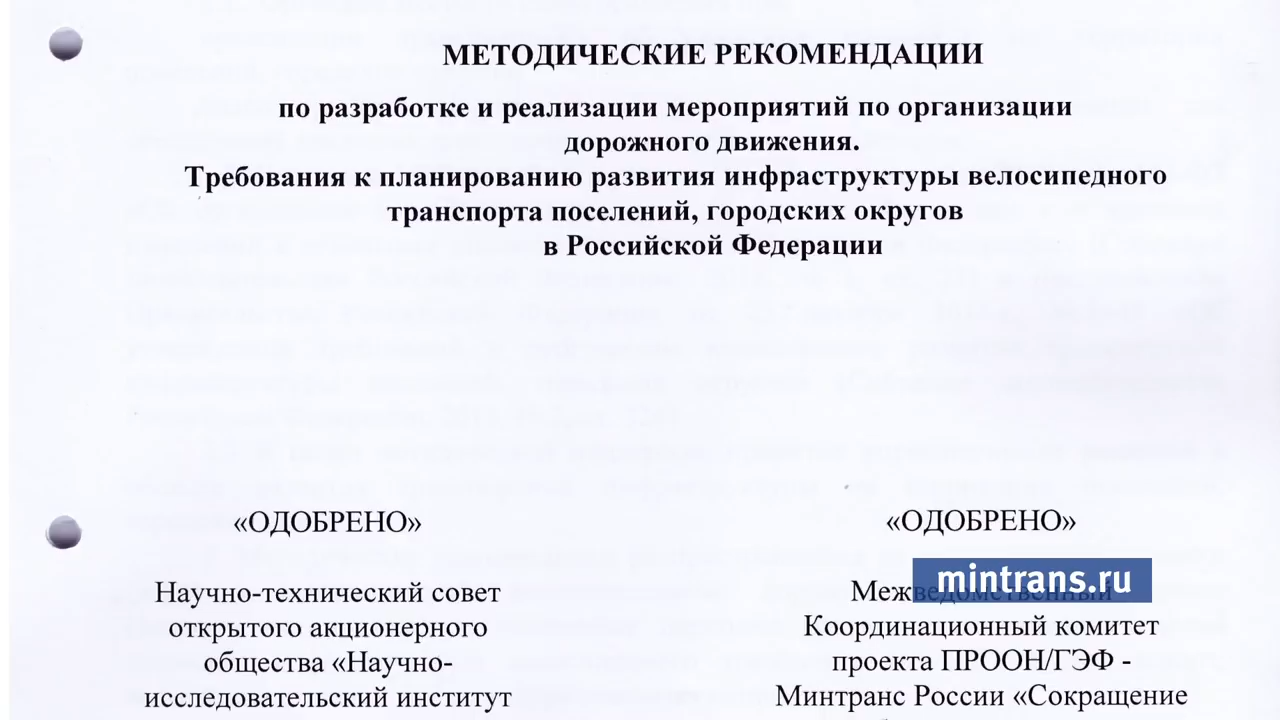 МЕТОДИЧЕСКИЕ РЕКОМЕНДАЦИИ
по разработке и реализации мероприятий по организации
дорожного движения.
Требования к планированию развития инфраструктуры велосипедного
транспорта поселений, городских округов
в Российской Федерации
«ОДОБРЕНО»
Научно-технический совет
открытого акционерного
общества «Научно-
исследовательский институт
«ОДОБРЕНО»
mintrans.ru
Межведомственный
Координационный комитет
проекта ПРООН/ГЭФ -
Минтранс России «Сокращение